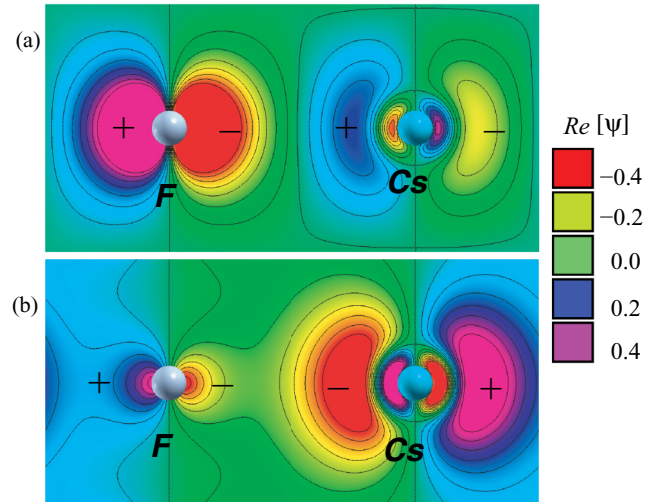 (a)
+ − + −
F Cs
(b)
+ − − +
F Cs
Re [ψ]
−0.4
−0.2
0.0
0.2
0.4